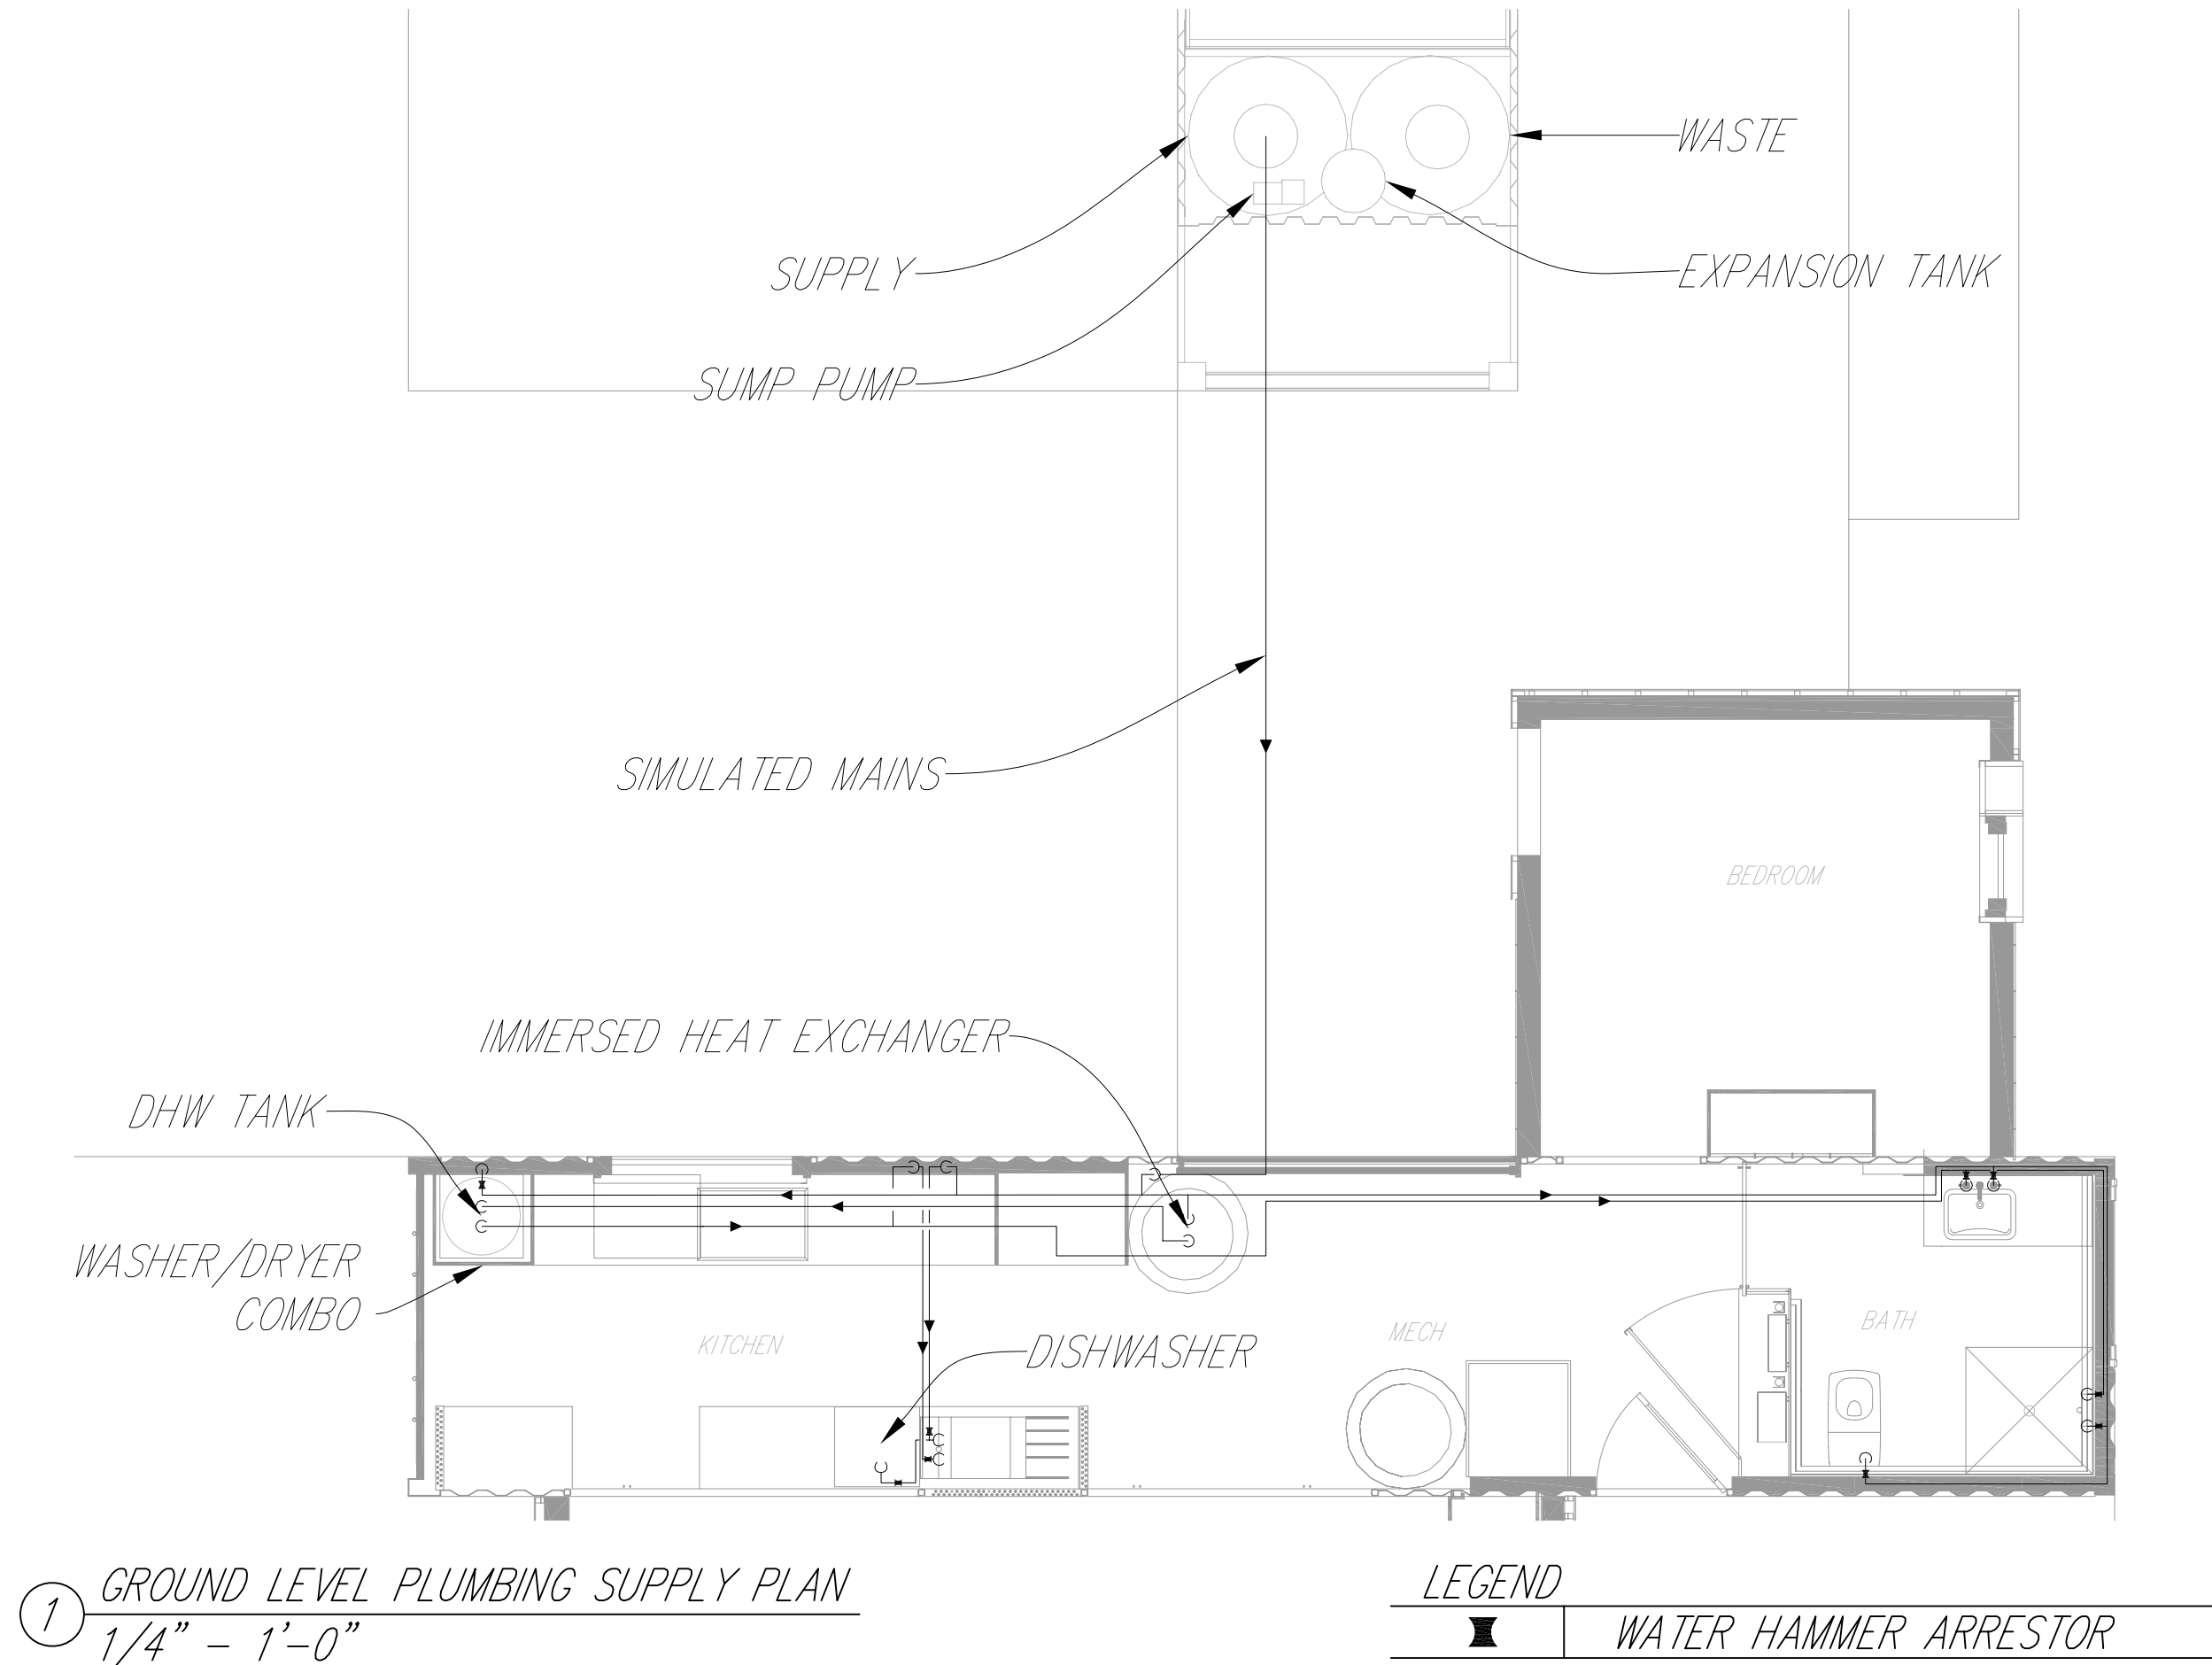 WASTE
SUPPLY
EXPANSION TANK
SUMP PUMP
SIMULATED MAINS
BEDROOM
IMMERSED HEAT EXCHANGER
DHW TANK
WASHER/DRYER
COMBO
KITCHEN
DISHWASHER
MECH
BATH
1
GROUND LEVEL PLUMBING SUPPLY PLAN
1/4" - 1'-0"
LEGEND
WATER HAMMER ARRESTOR